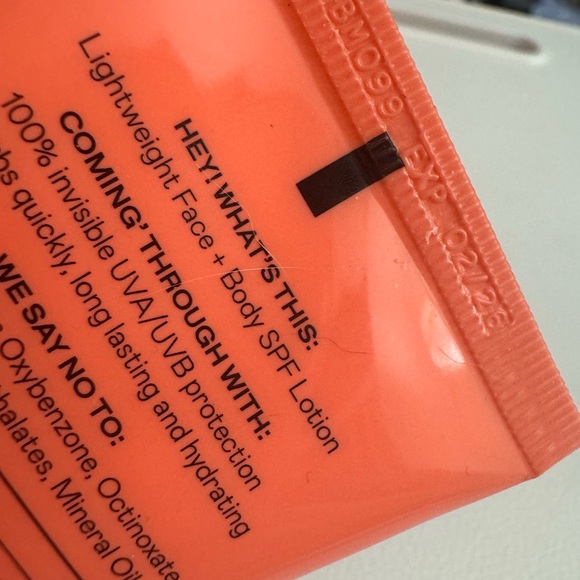 BM099 EXP 02/26
HEY! WHAT'S THIS:
Lightweight Face + Body SPF Lotion
COMING' THROUGH WITH:
100% invisible UVA/UVB protection
quickly, long lasting and hydrating
WE SAY NO TO:
Oxybenzone, Octinoxate
Mineral Oil